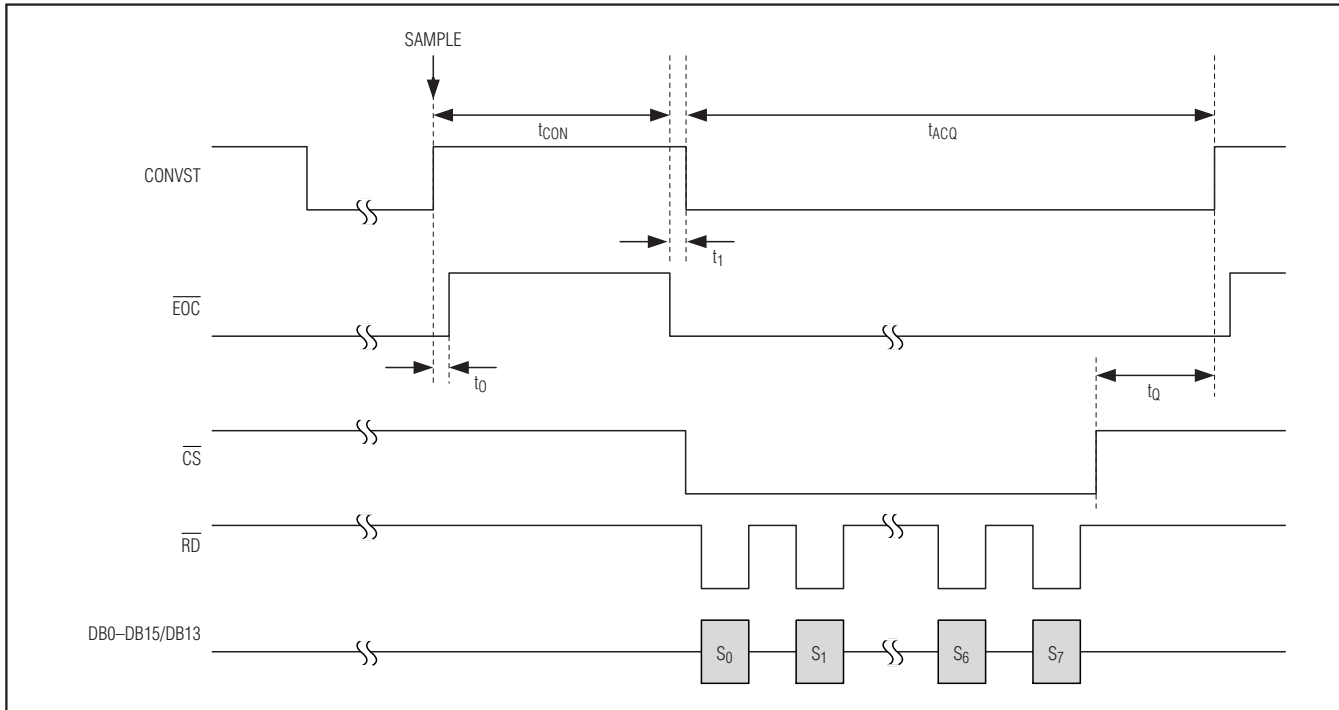 SAMPLE
tCON
tACQ
CONVST
t1
EOC
t0
tQ
CS
RD
DB0–DB15/DB13
S0
S1
S6
S7